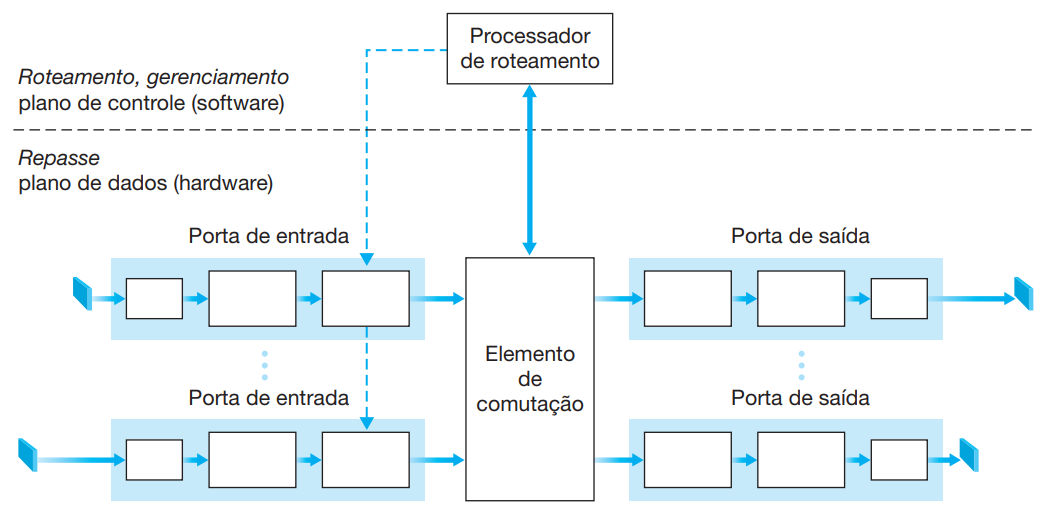 Processador
de roteamento
Roteamento, gerenciamento
plano de controle (software)
Repasse
plano de dados (hardware)
Porta de entrada
Porta de saída
Elemento
de
comutação
Porta de entrada
Porta de saída